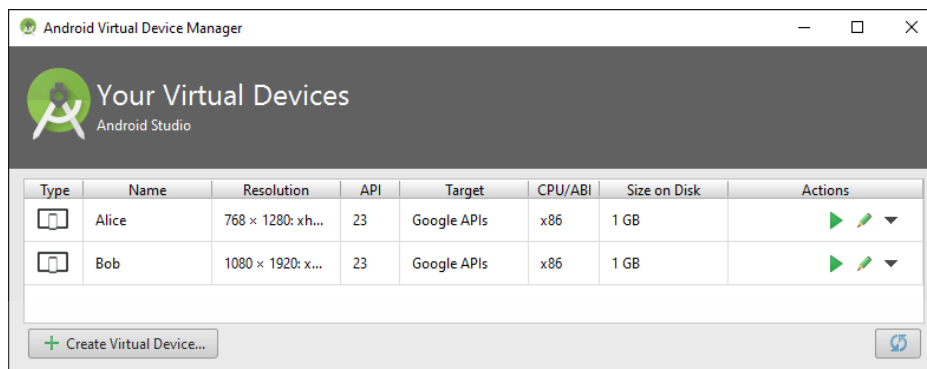 Android Virtual Device Manager
Your Virtual Devices
Android Studio
Type Name Resolution API Target CPU/ABI Size on Disk Actions
Alice 768 × 1280: xh... 23 Google APIs x86 1 GB
Bob 1080 × 1920: x... 23 Google APIs x86 1 GB
Create Virtual Device...